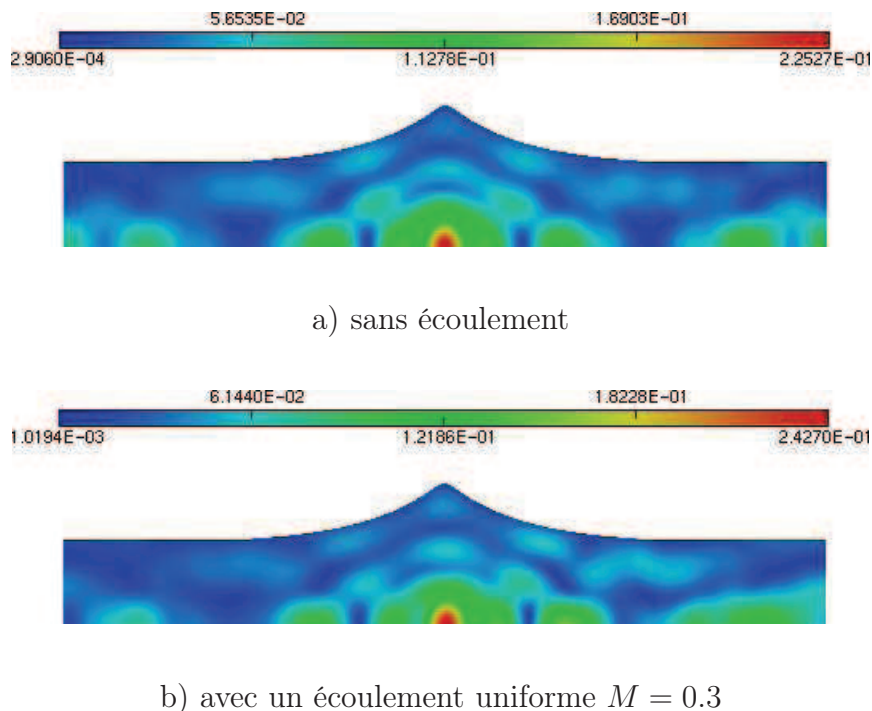 5.6535E-02 1.6903E-01
2.9060E-04 1.1278E-01 2.2527E-01
a) sans écoulement
6.1440E-02 1.8228E-01
1.0194E-03 1.2186E-01 2.4270E-01
b) avec un écoulement uniforme M = 0.3